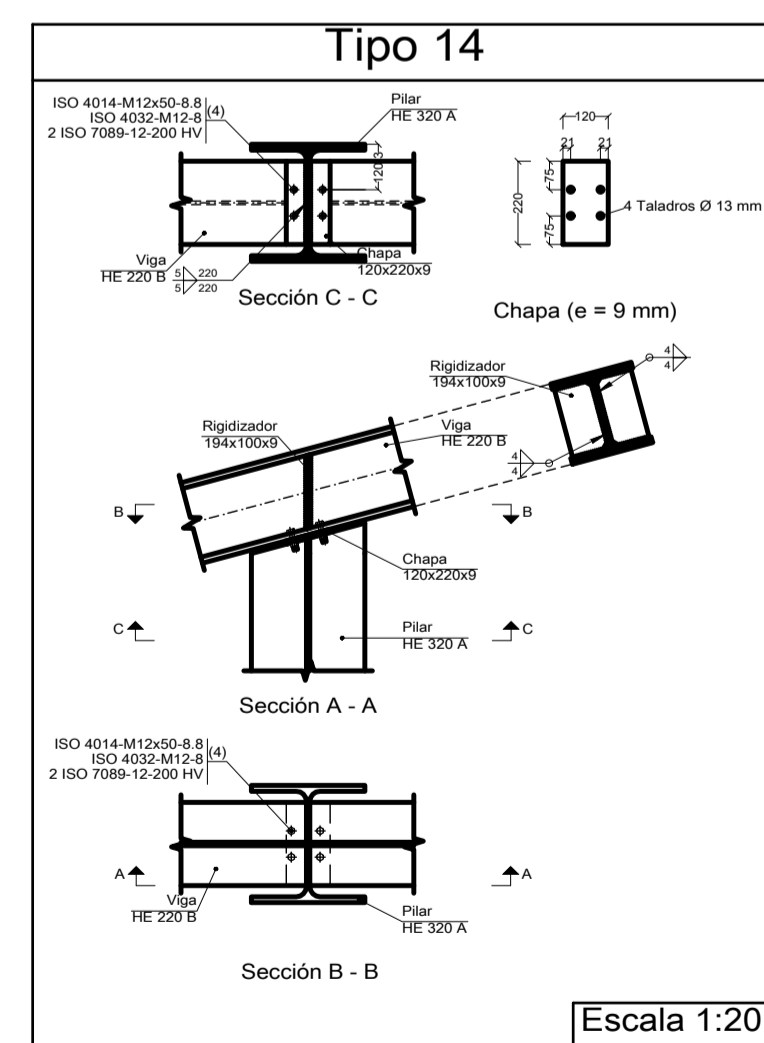 Tipo 14
ISO 4014-M12x50-8.8
ISO 4032-M12-8
2 ISO 7089-12-200 HV
(4)
Pilar
HE 320 A
120
3
Viga
HE 220 B
5 220
5 220
Chapa
120x220x9
Sección C - C
120
21 21
75
220
75
4 Taladros Ø 13 mm
Chapa (e = 9 mm)
Rigidizador
194x100x9
4
4
Rigidizador
194x100x9
Viga
HE 220 B
4
4
B B
Chapa
120x220x9
C C
Pilar
HE 320 A
Sección A - A
ISO 4014-M12x50-8.8
ISO 4032-M12-8
2 ISO 7089-12-200 HV
(4)
A A
Viga
HE 220 B
Pilar
HE 320 A
Sección B - B
Escala 1:20